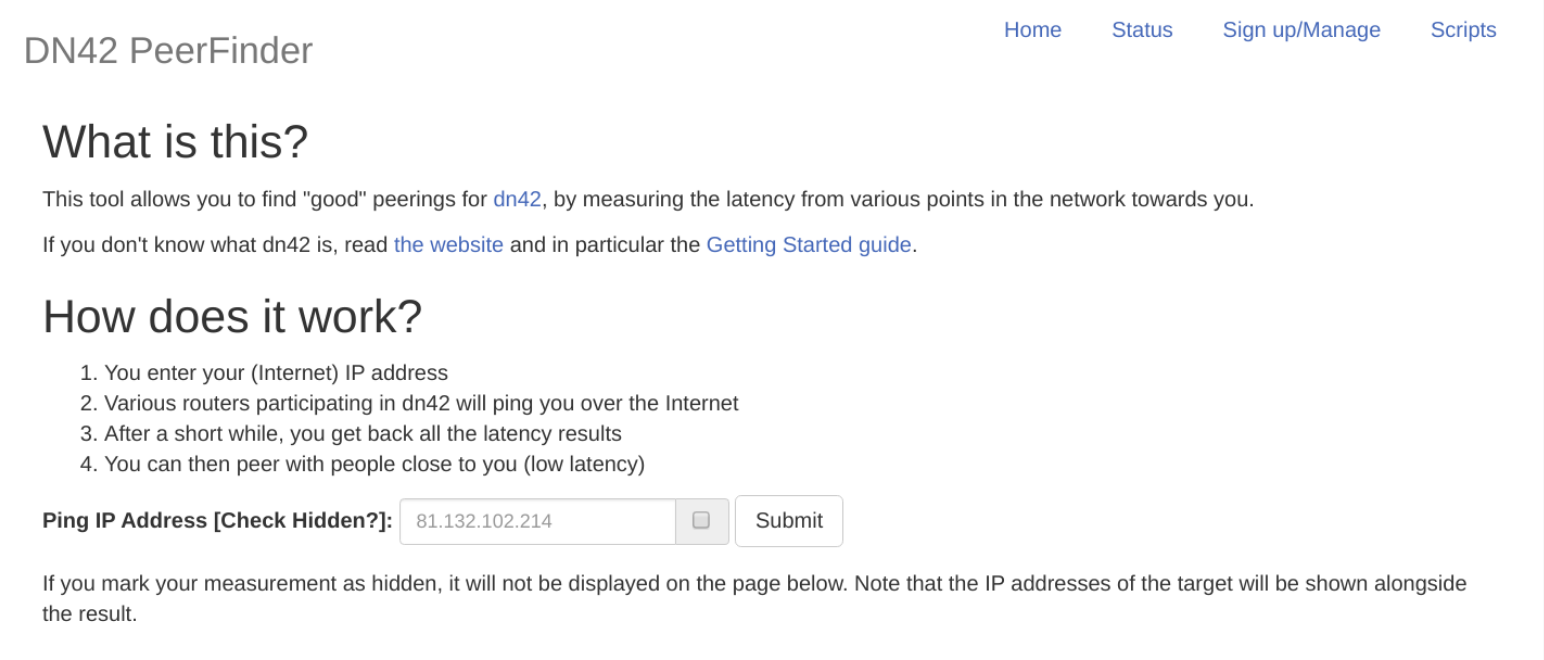 DN42 PeerFinder
Home Status Sign up/Manage Scripts
What is this?
This tool allows you to find "good" peerings for dn42, by measuring the latency from various points in the network towards you.
If you don't know what dn42 is, read the website and in particular the Getting Started guide.
How does it work?
1. You enter your (Internet) IP address
2. Various routers participating in dn42 will ping you over the Internet
3. After a short while, you get back all the latency results
4. You can then peer with people close to you (low latency)
Ping IP Address [Check Hidden?]: 81.132.102.214 Submit
If you mark your measurement as hidden, it will not be displayed on the page below. Note that the IP addresses of the target will be shown alongside
the result.